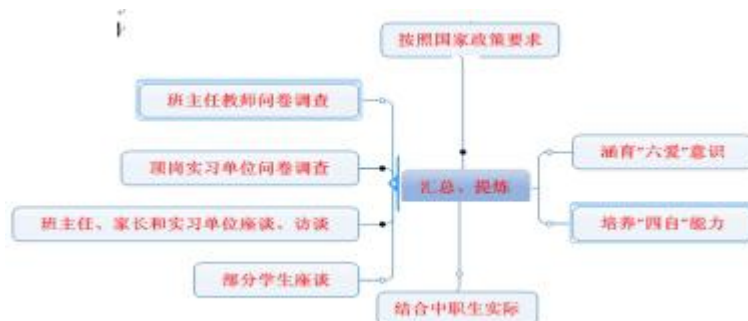 按照国家政策要求
班主任教师问卷调查
顶岗实习单位问卷调查
汇总、提炼
涵育“六爱”意识
班主任、家长和实习单位座谈、访谈
培养“四自”能力
部分学生座谈
结合中职生实际